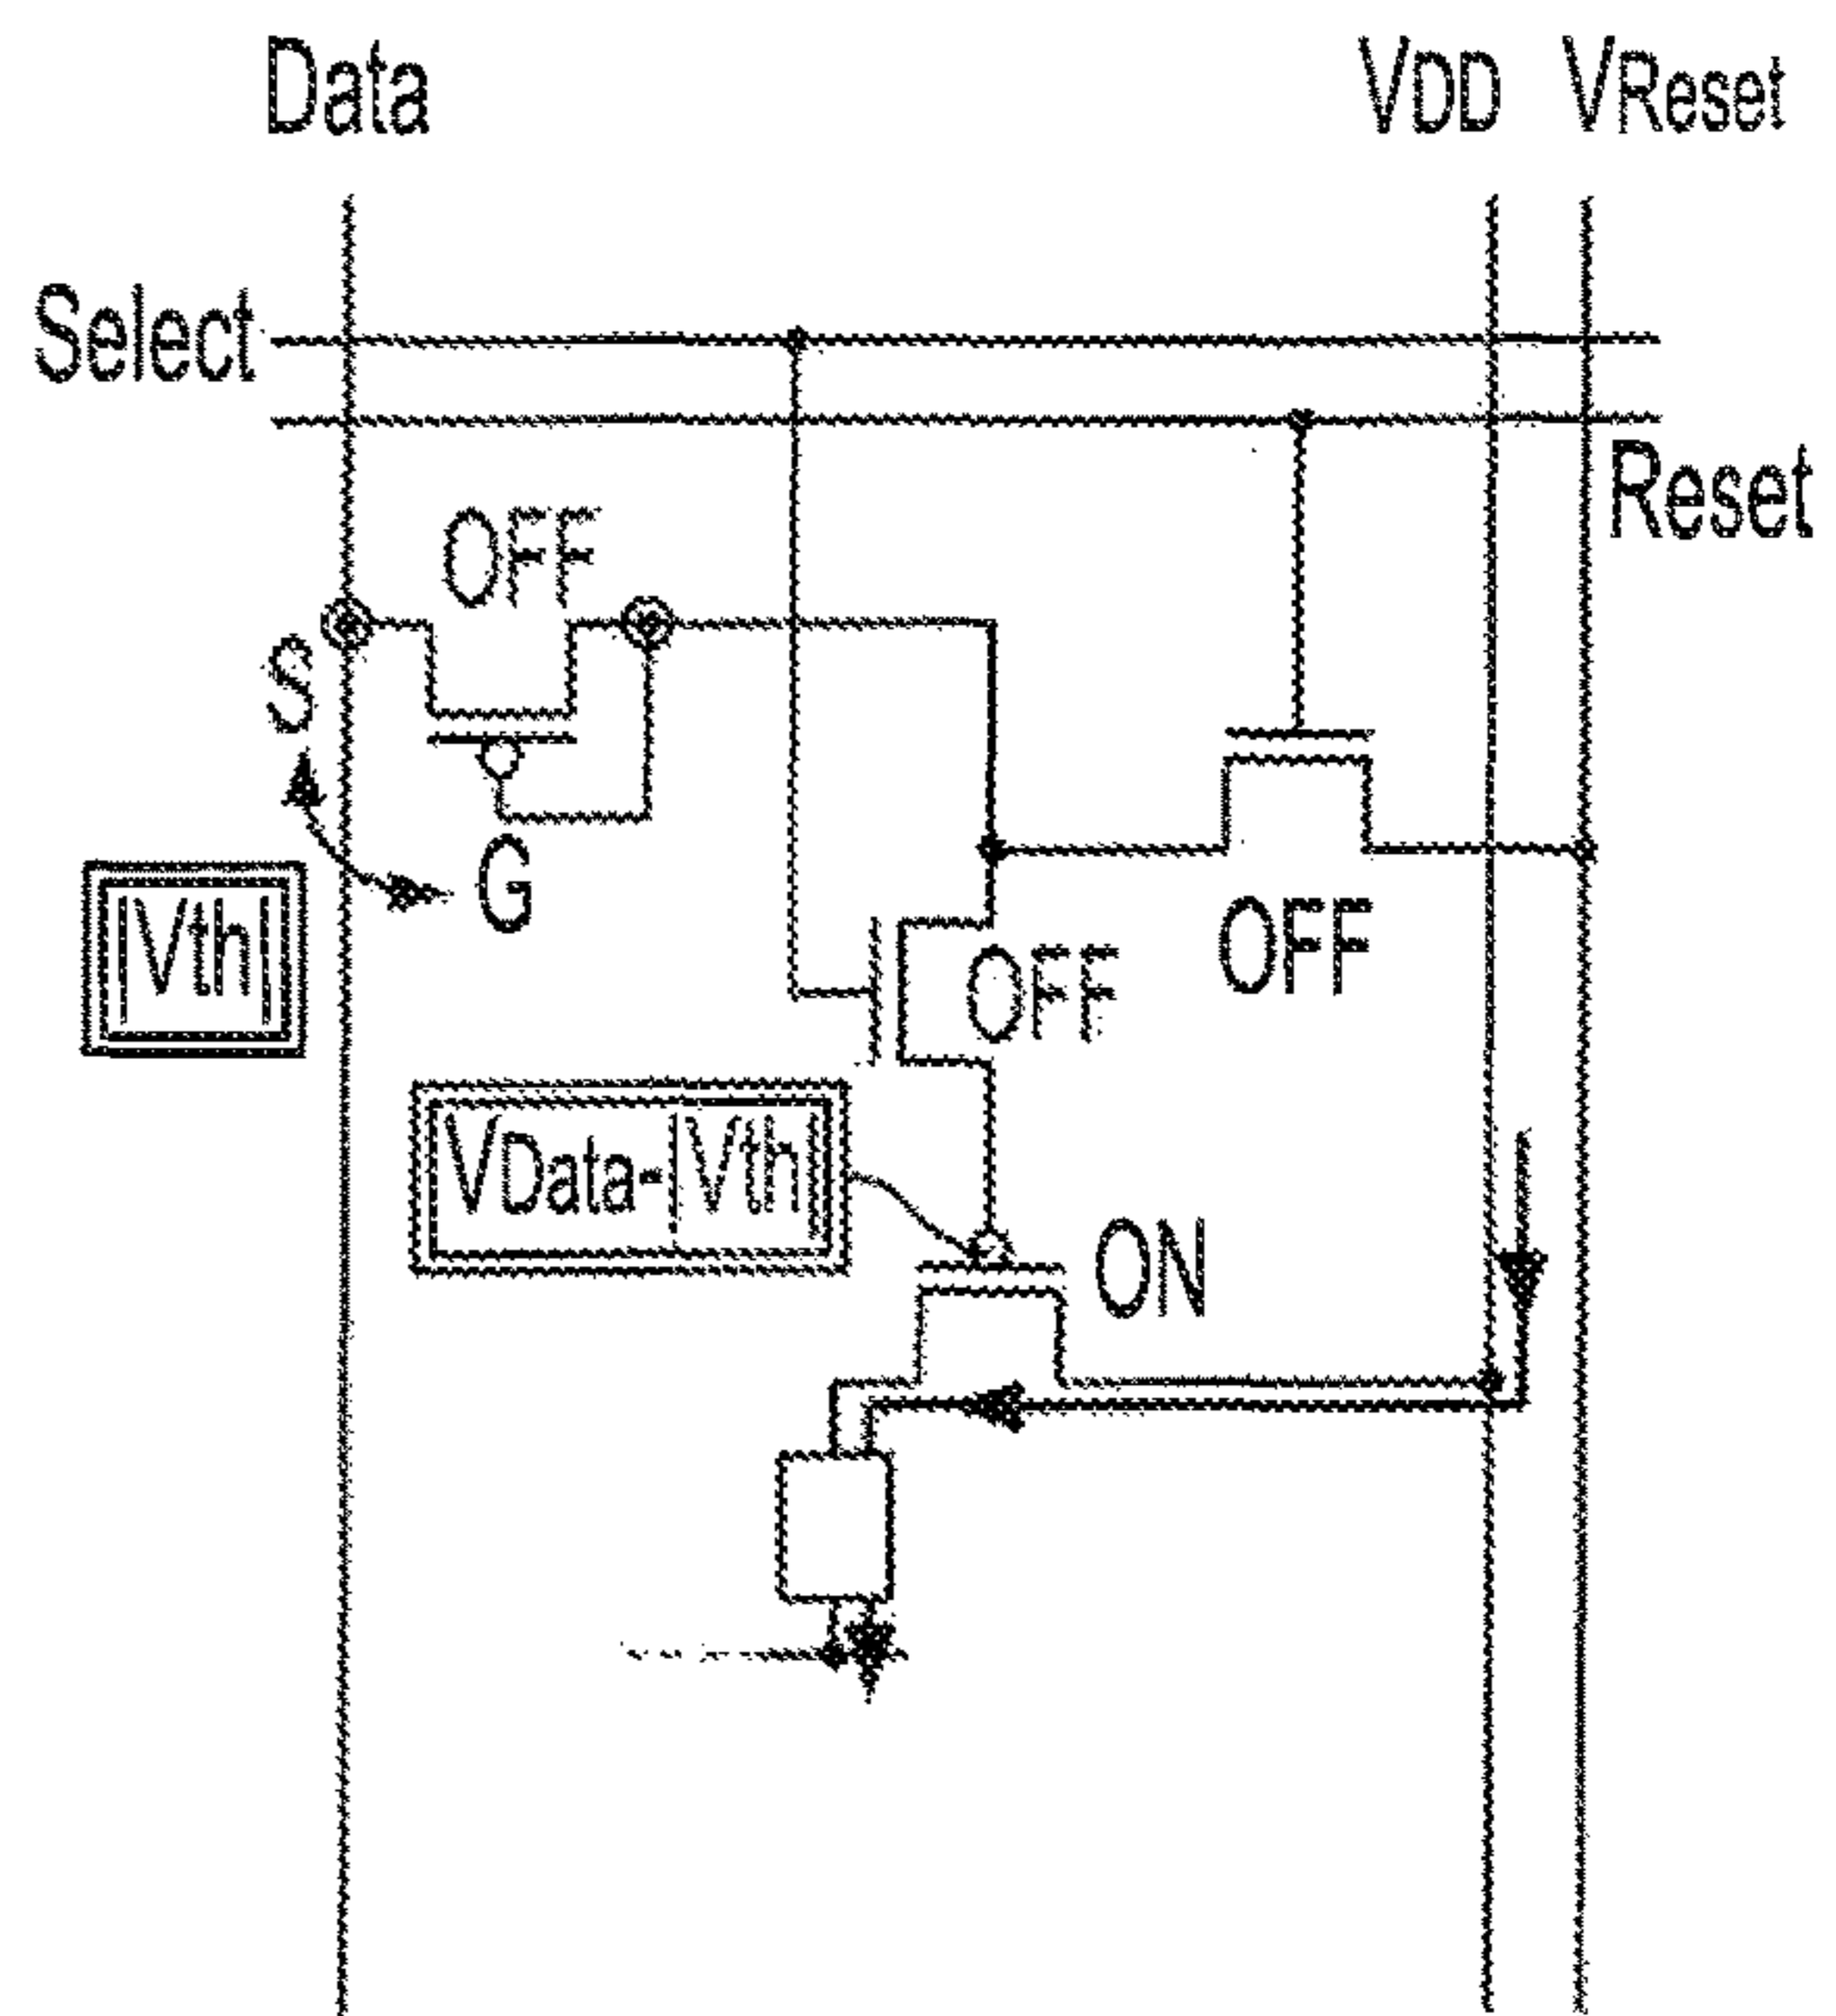 Data
VDD
VReset
Select
Reset
OFF
S
G
|Vth|
OFF
OFF
VData-|Vth|
ON